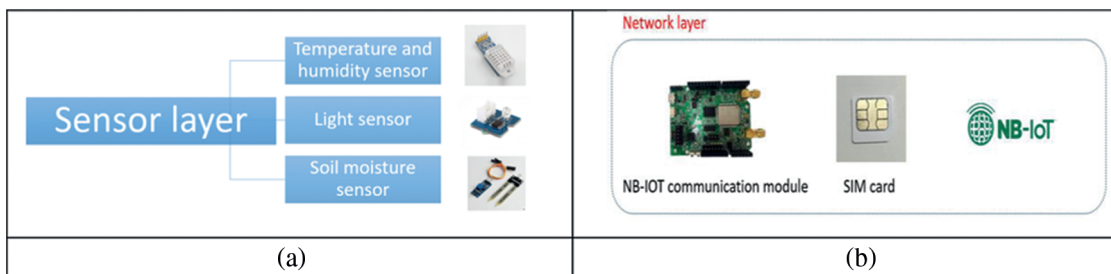 Sensor layer
Temperature and
humidity sensor
Light sensor
Soil moisture
sensor
(a)
Network layer
NB-IOT communication module
SIM card
NB-IoT
(b)